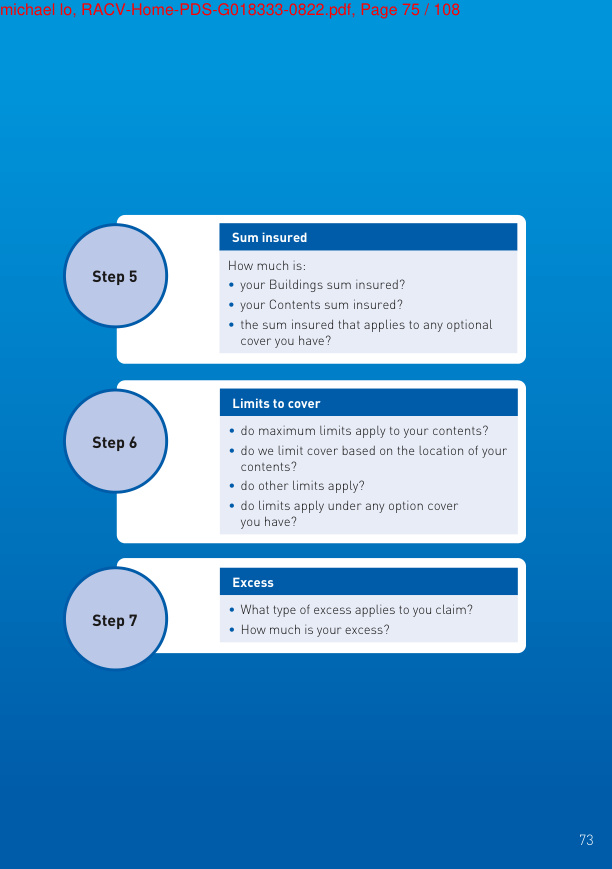 michael lo, RACV-Home-PDS-G018333-0822.pdf, Page 75 / 108
Step 5
Sum insured
How much is:
• your Buildings sum insured?
• your Contents sum insured?
• the sum insured that applies to any optional
cover you have?
Step 6
Limits to cover
• do maximum limits apply to your contents?
• do we limit cover based on the location of your
contents?
• do other limits apply?
• do limits apply under any option cover
you have?
Step 7
Excess
• What type of excess applies to you claim?
• How much is your excess?
73